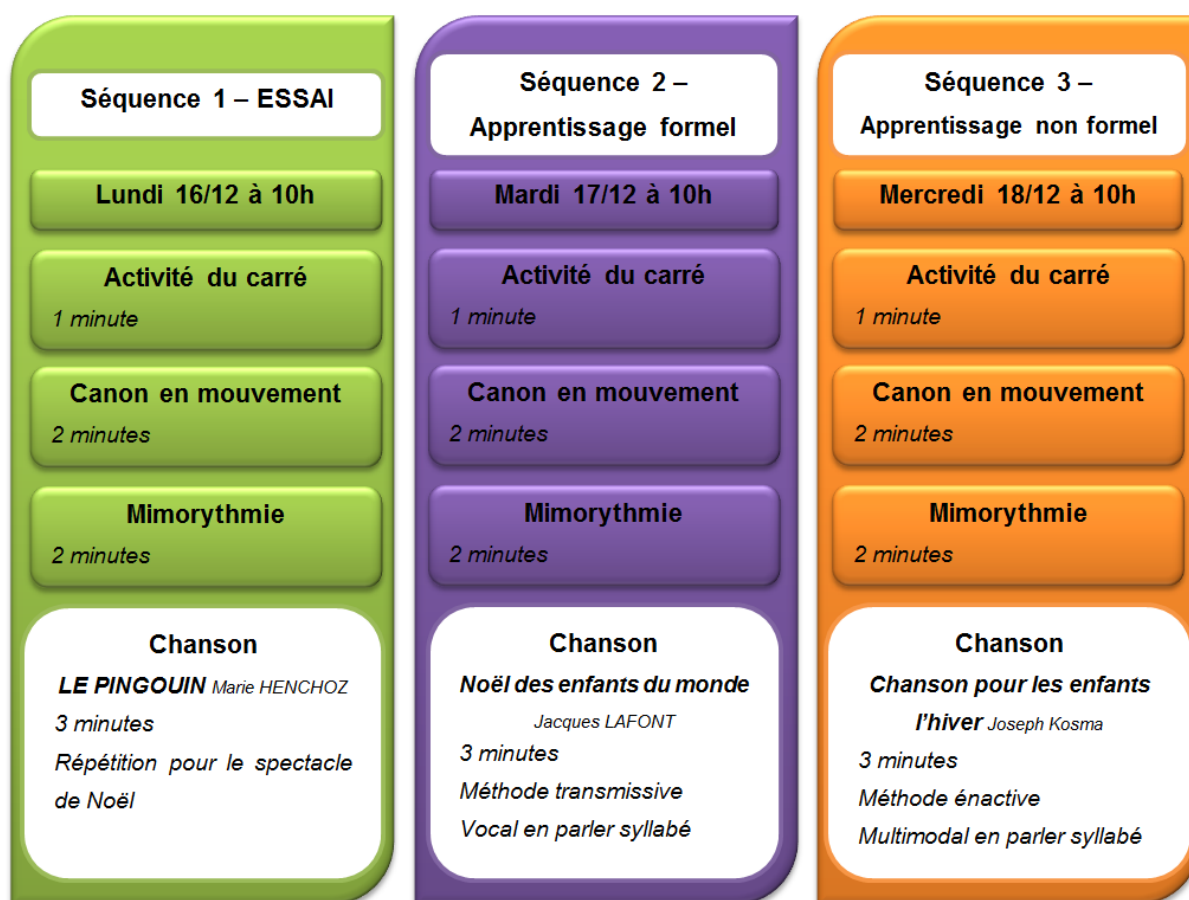 Séquence 1 – ESSAI
Lundi 16/12 à 10h
Activité du carré
1 minute
Canon en mouvement
2 minutes
Mimorythmie
2 minutes
Chanson
LE PINGOUIN Marie HENCHOZ
3 minutes
Répétition pour le spectacle
de Noël
Séquence 2 –
Apprentissage formel
Mardi 17/12 à 10h
Activité du carré
1 minute
Canon en mouvement
2 minutes
Mimorythmie
2 minutes
Chanson
Noël des enfants du monde
Jacques LAFONT
3 minutes
Méthode transmissive
Vocal en parler syllabé
Séquence 3 –
Apprentissage non formel
Mercredi 18/12 à 10h
Activité du carré
1 minute
Canon en mouvement
2 minutes
Mimorythmie
2 minutes
Chanson
Chanson pour les enfants
l’hiver Joseph Kosma
3 minutes
Méthode énactive
Multimodal en parler syllabé